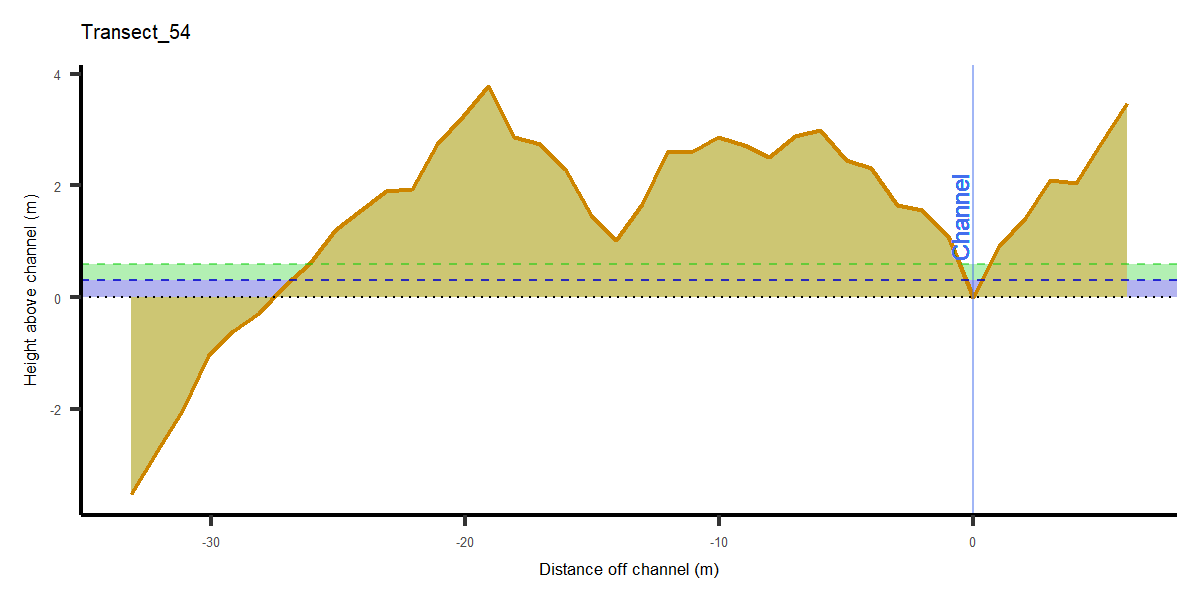 Transect_54
Height above channel (m)
4
2
0
-2
Channel
-30
-20
-10
0
Distance off channel (m)